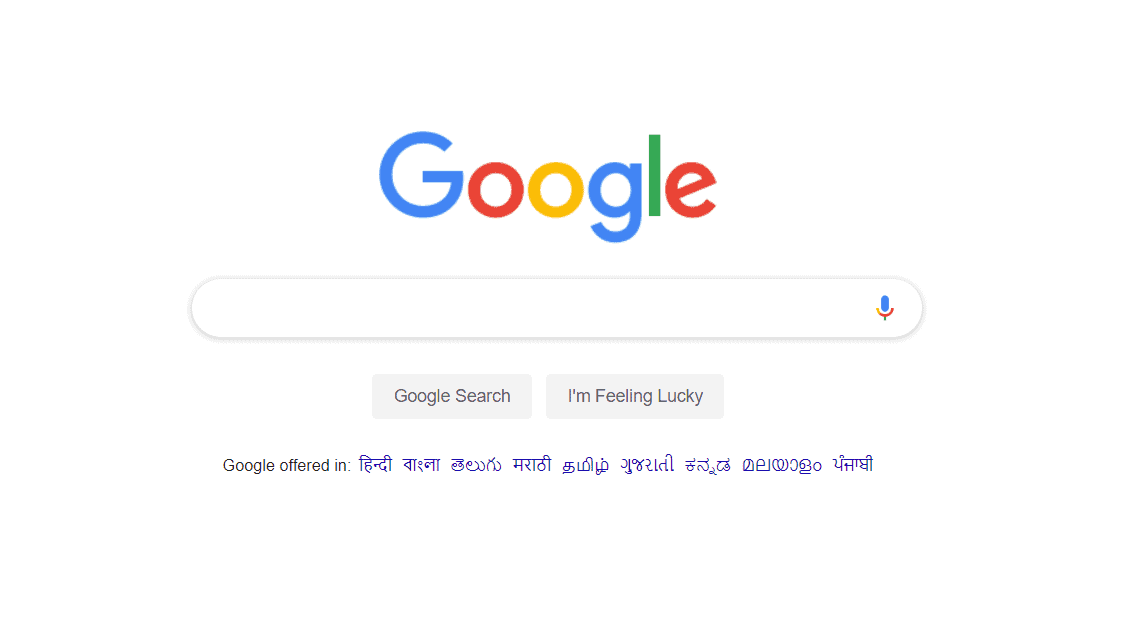 Google
Google Search I'm Feeling Lucky
Google offered in: हिन्दी বাংলা తెలుగు मराठी தமிழ் ગુજરાતી ಕನ್ನಡ മലയാളം ਪੰਜਾਬੀ